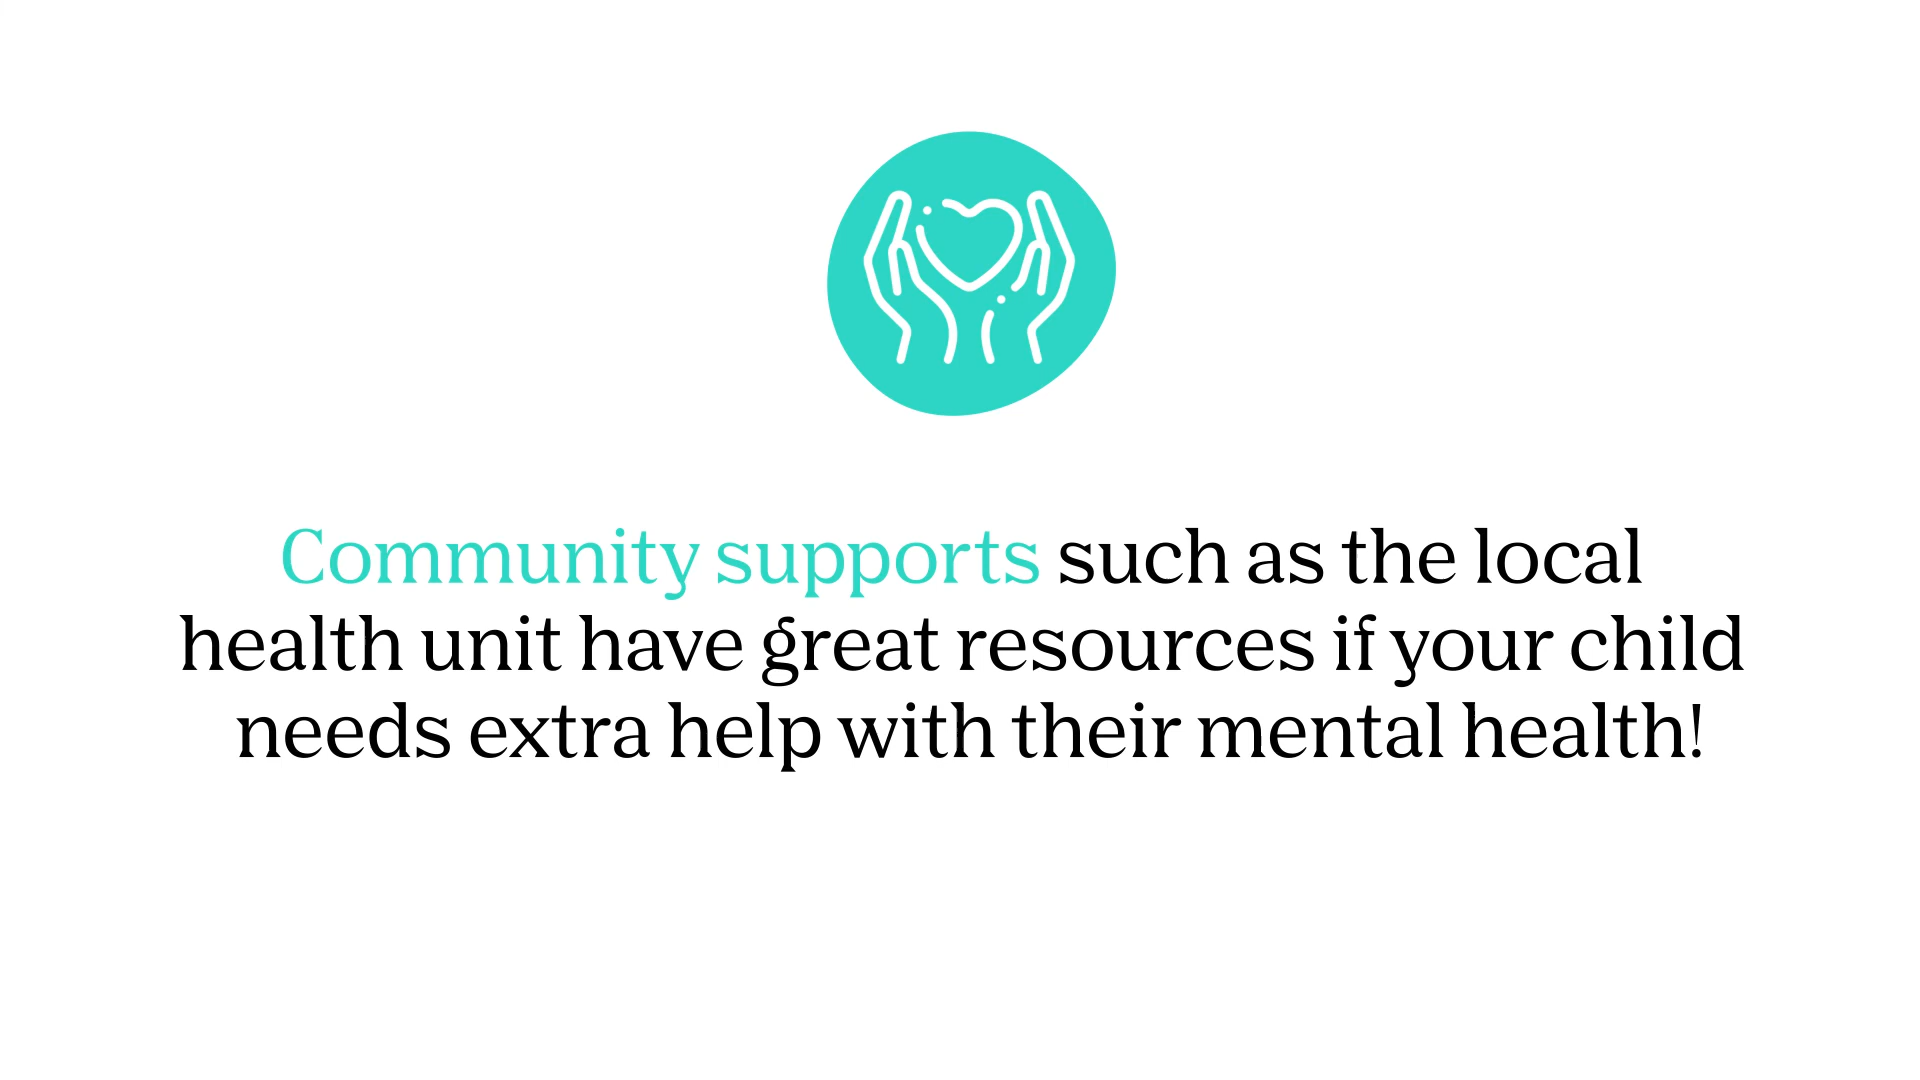 Community supports such as the local
health unit have great resources if your child
needs extra help with their mental health!